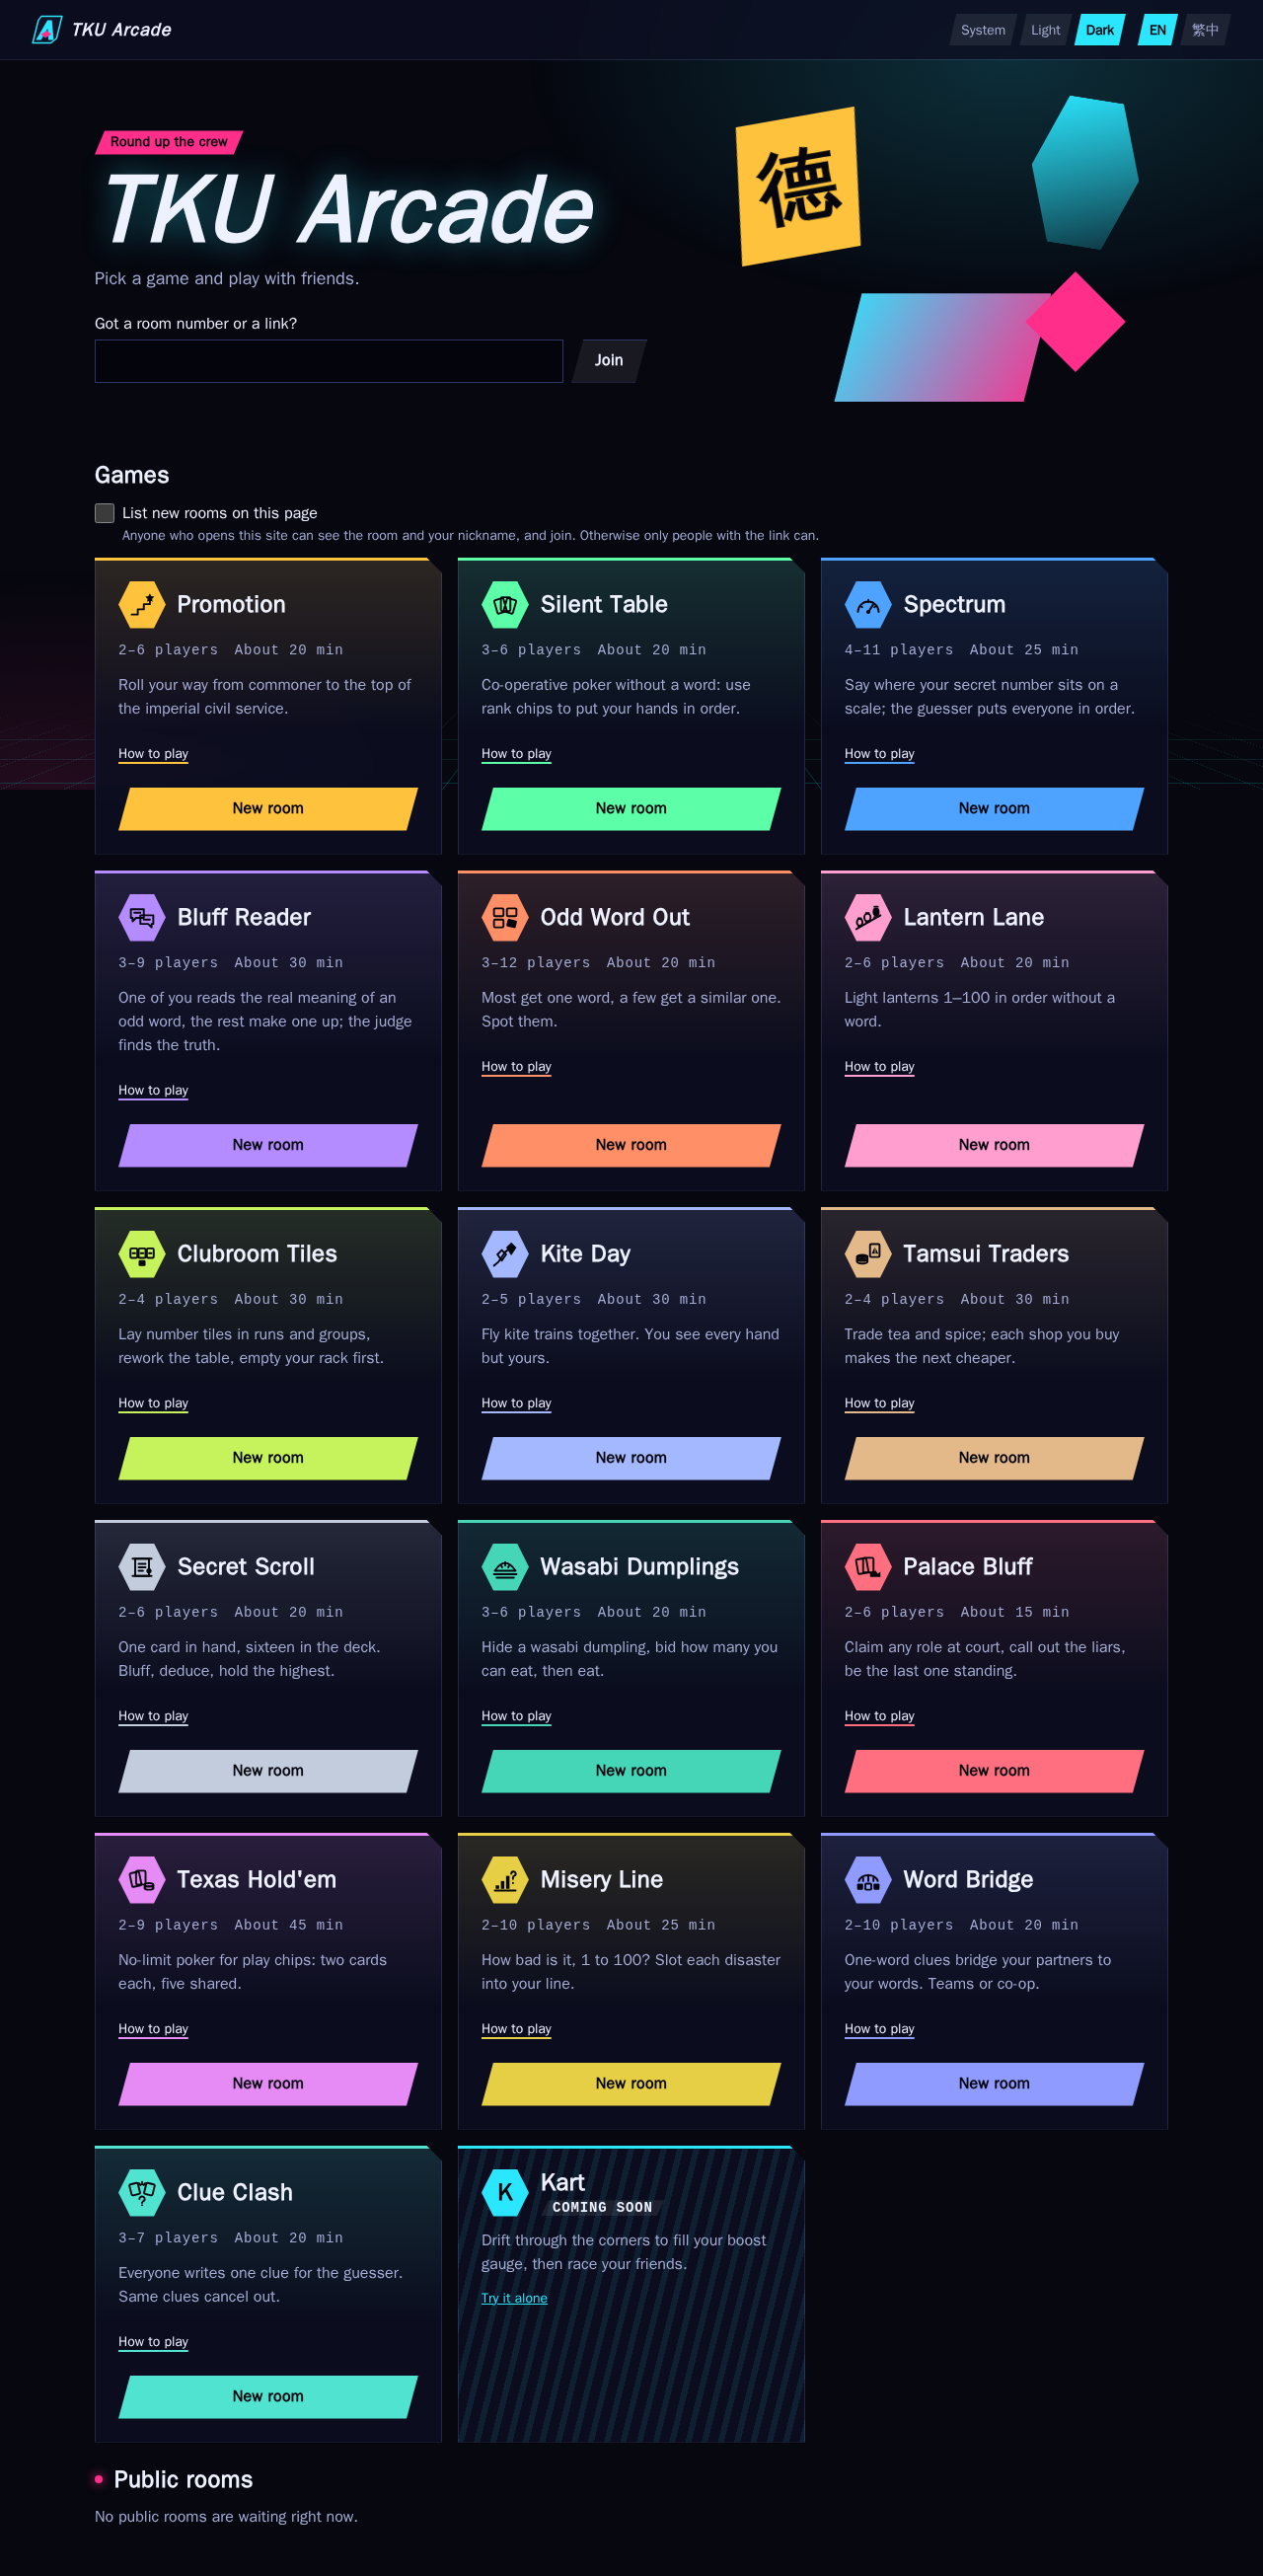 TKU Arcade
System Light Dark EN 繁中
Round up the crew
TKU Arcade
德
Pick a game and play with friends.
Got a room number or a link?
Join
Games
List new rooms on this page
Anyone who opens this site can see the room and your nickname, and join. Otherwise only people with the link can.
Promotion
2–6 players About 20 min
Roll your way from commoner to the top of
the imperial civil service.
How to play
New room
Silent Table
3–6 players About 20 min
Co-operative poker without a word: use
rank chips to put your hands in order.
How to play
New room
Spectrum
4–11 players About 25 min
Say where your secret number sits on a
scale; the guesser puts everyone in order.
How to play
New room
Bluff Reader
3–9 players About 30 min
One of you reads the real meaning of an
odd word, the rest make one up; the judge
finds the truth.
How to play
New room
Odd Word Out
3–12 players About 20 min
Most get one word, a few get a similar one.
Spot them.
How to play
New room
Lantern Lane
2–6 players About 20 min
Light lanterns 1–100 in order without a
word.
How to play
New room
Clubroom Tiles
2–4 players About 30 min
Lay number tiles in runs and groups,
rework the table, empty your rack first.
How to play
New room
Kite Day
2–5 players About 30 min
Fly kite trains together. You see every hand
but yours.
How to play
New room
Tamsui Traders
2–4 players About 30 min
Trade tea and spice; each shop you buy
makes the next cheaper.
How to play
New room
Secret Scroll
2–6 players About 20 min
One card in hand, sixteen in the deck.
Bluff, deduce, hold the highest.
How to play
New room
Wasabi Dumplings
3–6 players About 20 min
Hide a wasabi dumpling, bid how many you
can eat, then eat.
How to play
New room
Palace Bluff
2–6 players About 15 min
Claim any role at court, call out the liars,
be the last one standing.
How to play
New room
Texas Hold'em
2–9 players About 45 min
No-limit poker for play chips: two cards
each, five shared.
How to play
New room
Misery Line
2–10 players About 25 min
How bad is it, 1 to 100? Slot each disaster
into your line.
How to play
New room
Word Bridge
2–10 players About 20 min
One-word clues bridge your partners to
your words. Teams or co-op.
How to play
New room
Clue Clash
3–7 players About 20 min
Everyone writes one clue for the guesser.
Same clues cancel out.
How to play
New room
K
Kart
COMING SOON
Drift through the corners to fill your boost
gauge, then race your friends.
Try it alone
Public rooms
No public rooms are waiting right now.